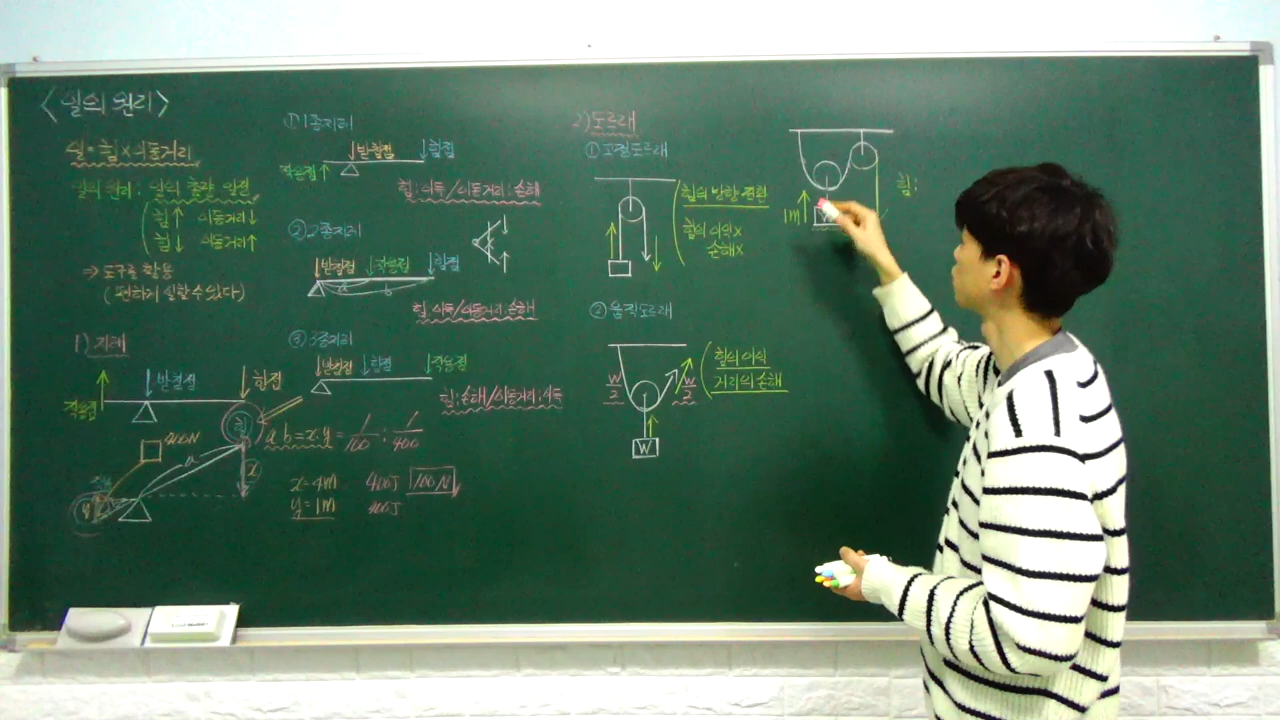 <일의 원리>
일 = 힘 x 이동거리
일의 원리 : 일의 총량 일정
힘↑ 이동거리↓
힘↓ 이동거리↑
⇒ 도구를 활용
(편하게 일할 수 있다)
1) 지레
받침점
힘점
작용점
400N
a
x
y
① 1종지레
받침점
힘점
작용점
힘:이득/이동거리:손해
② 2종지레
받침점
작용점
힘점
a
b
힘:이득/이동거리:손해
③ 3종지레
받침점
힘점
작용점
힘:손해/이동거리:이득
a:b=x:y = 1/100 : 1/400
x=4m 400J 100N
y=1m 400J
2) 도르래
① 고정도르래
힘의 방향 전환
힘의 이익x
손해x
② 움직도르래
W/2
W/2
W
힘의 이익
거리의 손해
1m
힘: